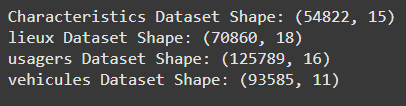 Characteristics Dataset Shape: (54822, 15)
lieux Dataset Shape: (70860, 18)
usagers Dataset Shape: (125789, 16)
vehicules Dataset Shape: (93585, 11)